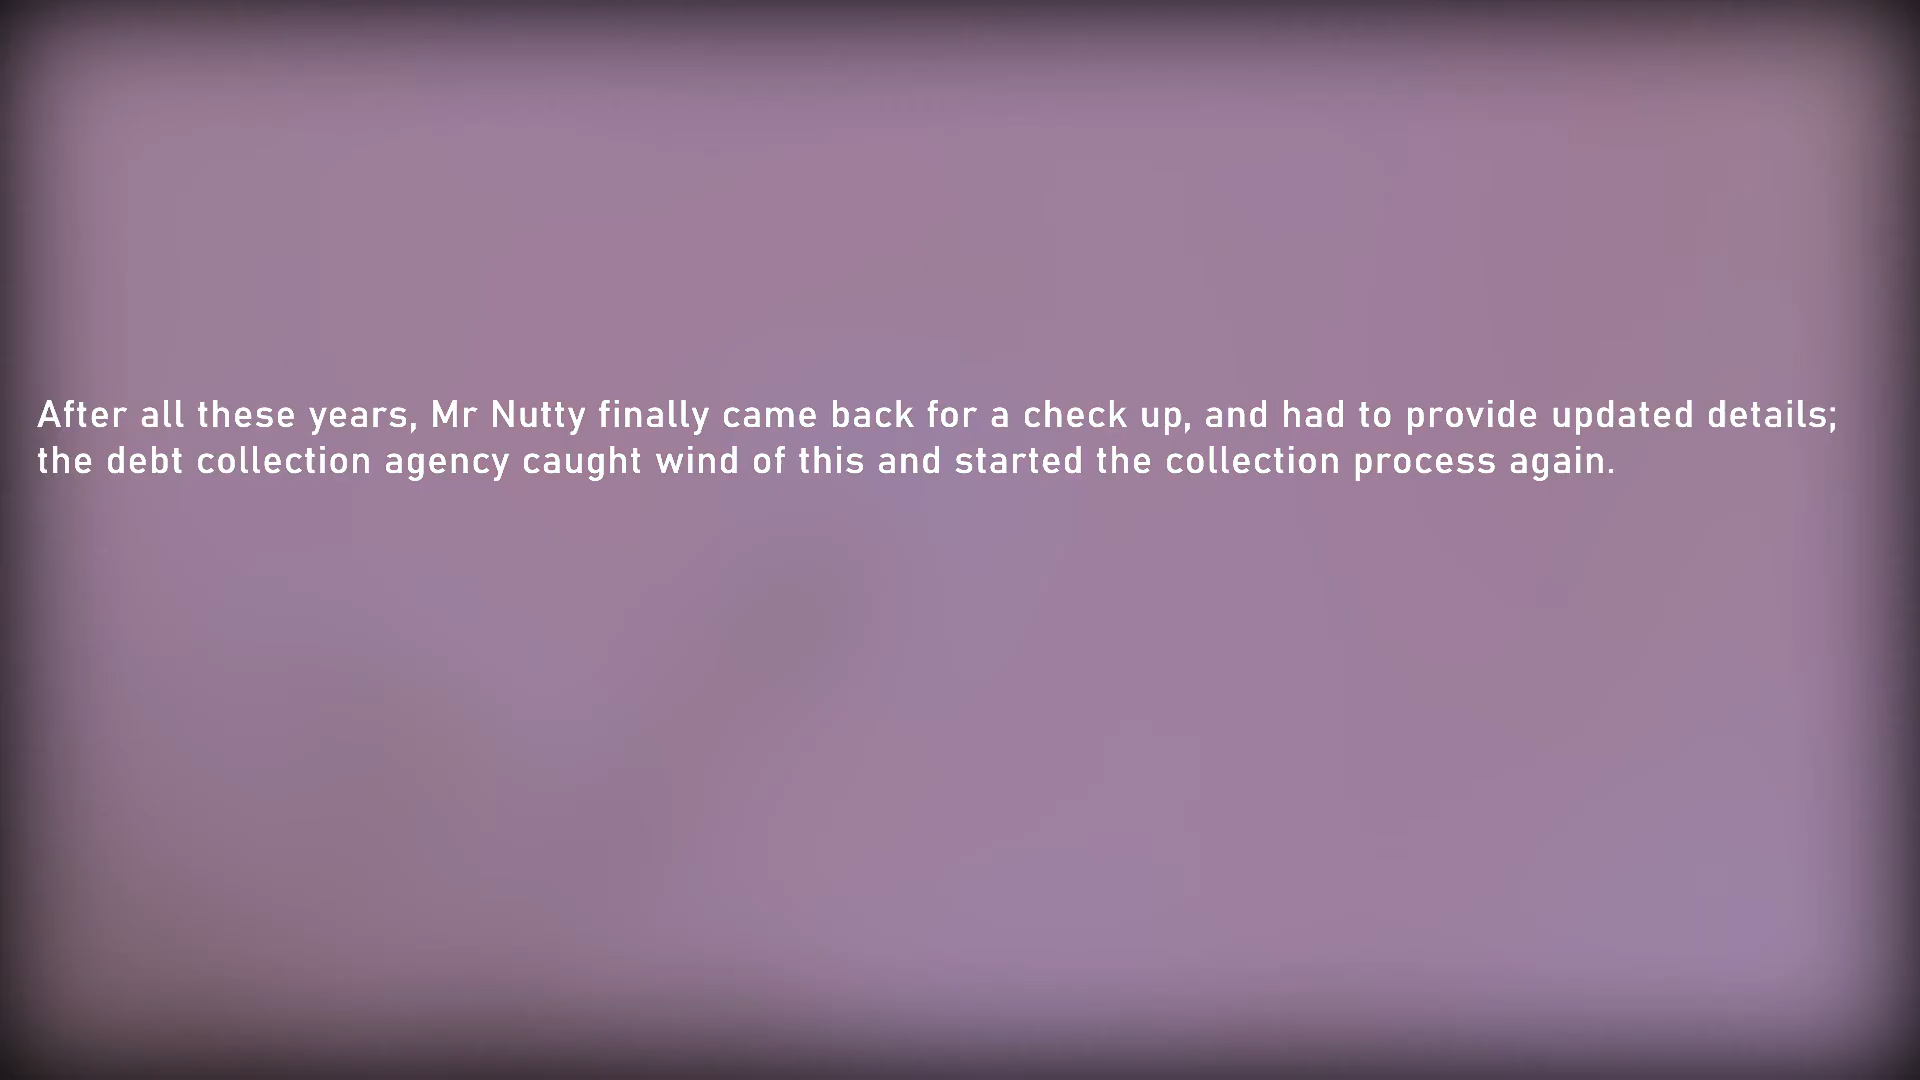 After all these years, Mr Nutty finally came back for a check up, and had to provide updated details;
the debt collection agency caught wind of this and started the collection process again.